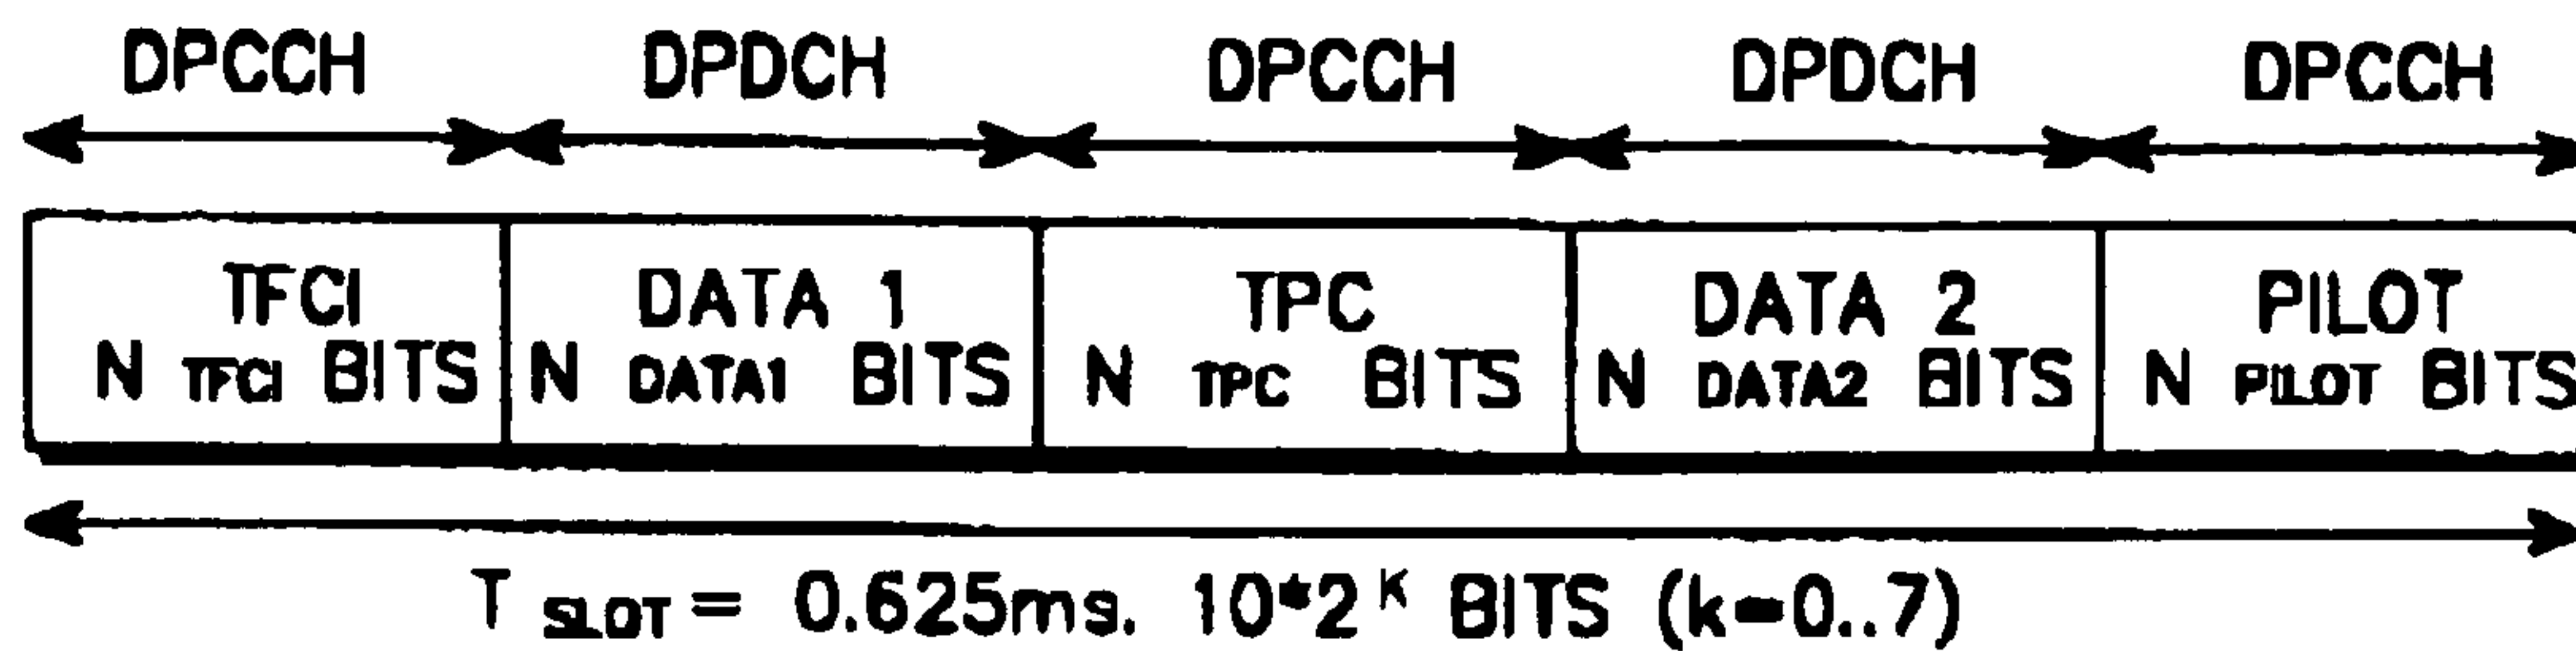 DPCCH DPDCH DPCCH DPDCH DPCCH
TFCI DATA 1 TPC DATA 2 PILOT
N TFCI BITS N DATA1 BITS N TPC BITS N DATA2 BITS N PILOT BITS
T SLOT = 0.625ms. 10*2 K BITS (k=0..7)